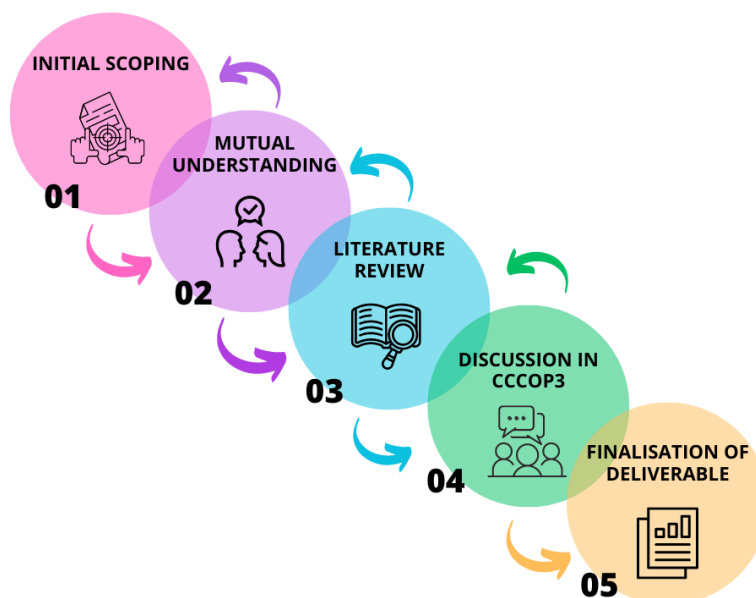 INITIAL SCOPING
01
MUTUAL
UNDERSTANDING
02
LITERATURE
REVIEW
03
DISCUSSION IN
CCCOP3
04
FINALISATION OF
DELIVERABLE
05